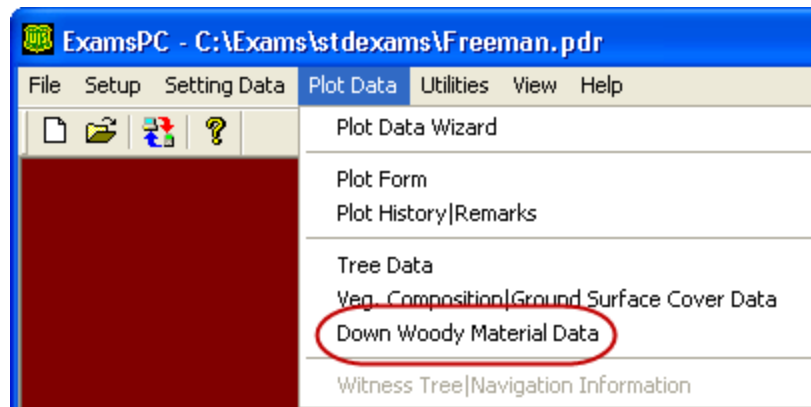 ExamsPC - C:\Exams\stdexams\Freeman.pdr
File Setup Setting Data Plot Data Utilities View Help
Plot Data Wizard
Plot Form
Plot History|Remarks
Tree Data
Veg. Composition|Ground Surface Cover Data
Down Woody Material Data
Witness Tree|Navigation Information